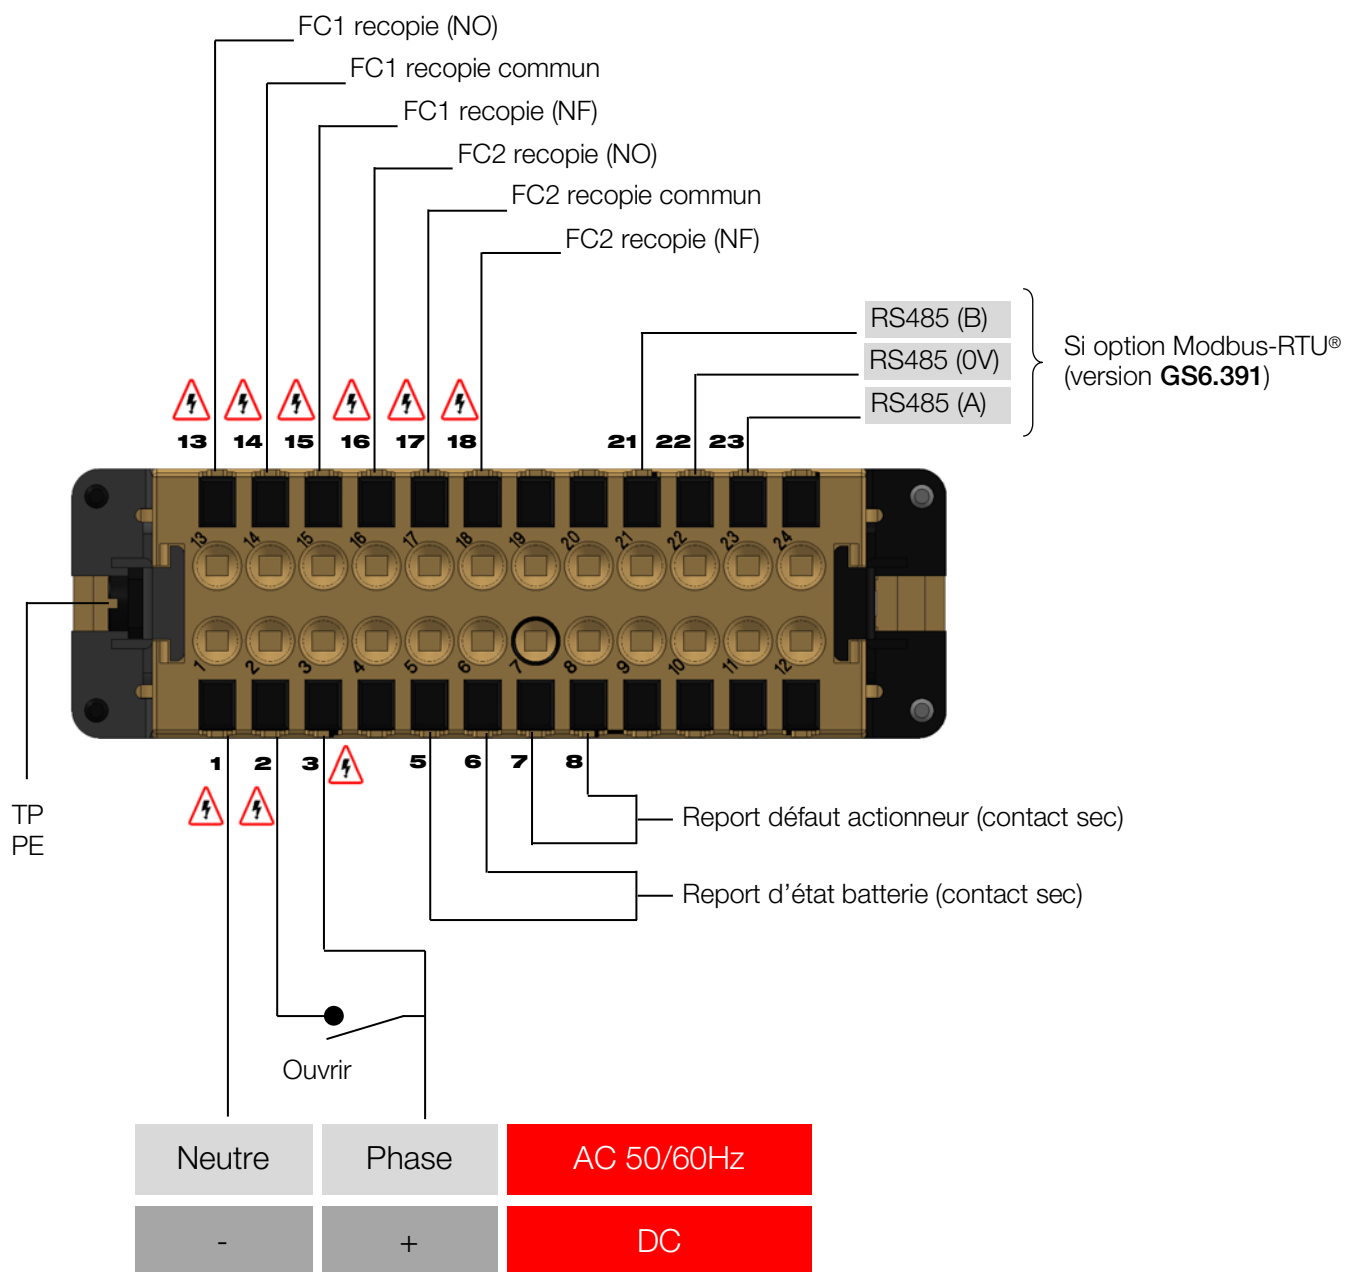 FC1 recopie (NO)
FC1 recopie commun
FC1 recopie (NF)
FC2 recopie (NO)
FC2 recopie commun
FC2 recopie (NF)
RS485 (B)
RS485 (0V)
RS485 (A)
Si option Modbus-RTU®
(version GS6.391)
13 14 15 16 17 18 21 22 23
13 14 15 16 17 18 19 20 21 22 23 24
1 2 3 4 5 6 7 8 9 10 11 12
1 2 3 5 6 7 8
TP
PE
Report défaut actionneur (contact sec)
Report d’état batterie (contact sec)
Ouvrir
Neutre Phase AC 50/60Hz
- + DC